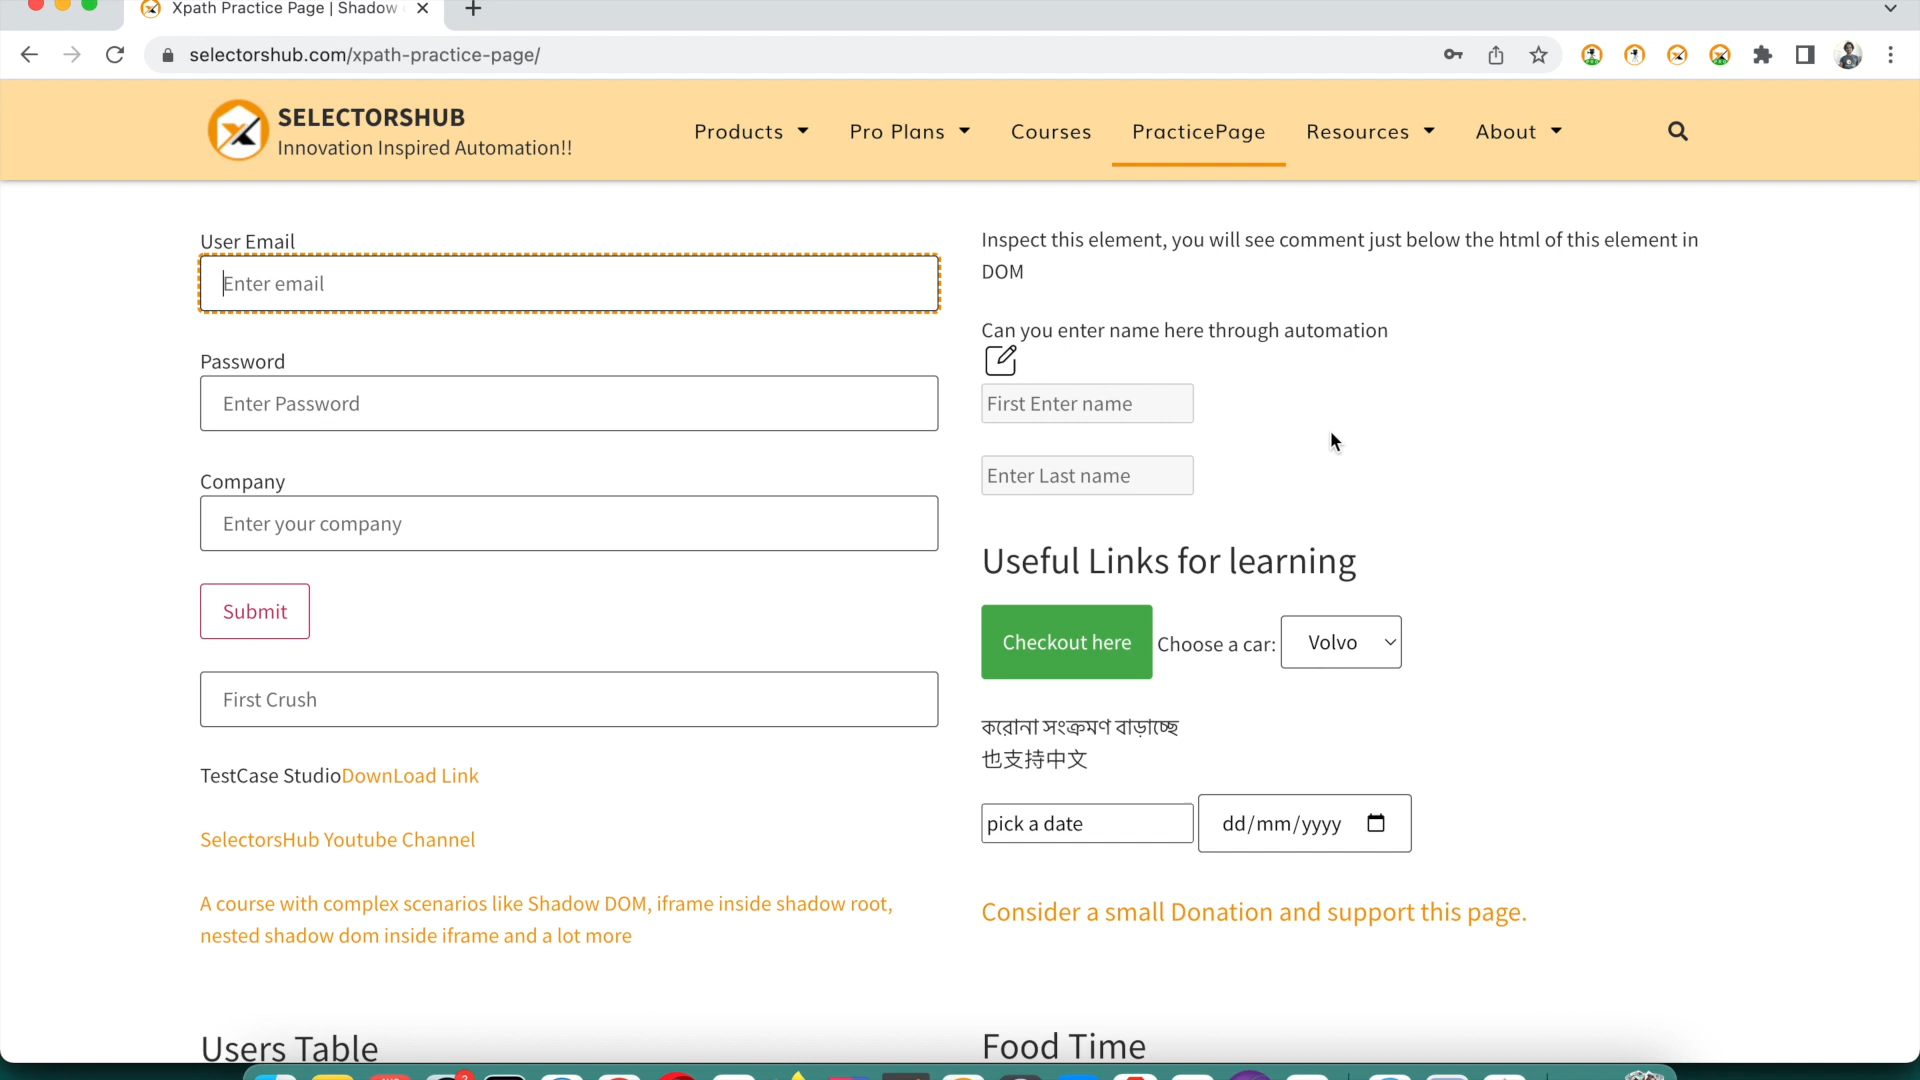 Xpath Practice Page | Shadow
selectorshub.com/xpath-practice-page/
SELECTORSHUB
Innovation Inspired Automation!!
Products
Pro Plans
Courses
PracticePage
Resources
About
User Email
Enter email
Password
Enter Password
Company
Enter your company
Submit
First Crush
TestCase StudioDownLoad Link
SelectorsHub Youtube Channel
A course with complex scenarios like Shadow DOM, iframe inside shadow root,
nested shadow dom inside iframe and a lot more
Users Table
Inspect this element, you will see comment just below the html of this element in
DOM
Can you enter name here through automation
First Enter name
Enter Last name
Useful Links for learning
Checkout here
Choose a car:
Volvo
করোনা সংক্রমণ বাড়াচ্ছে
也支持中文
pick a date
dd/mm/yyyy
Consider a small Donation and support this page.
Food Time